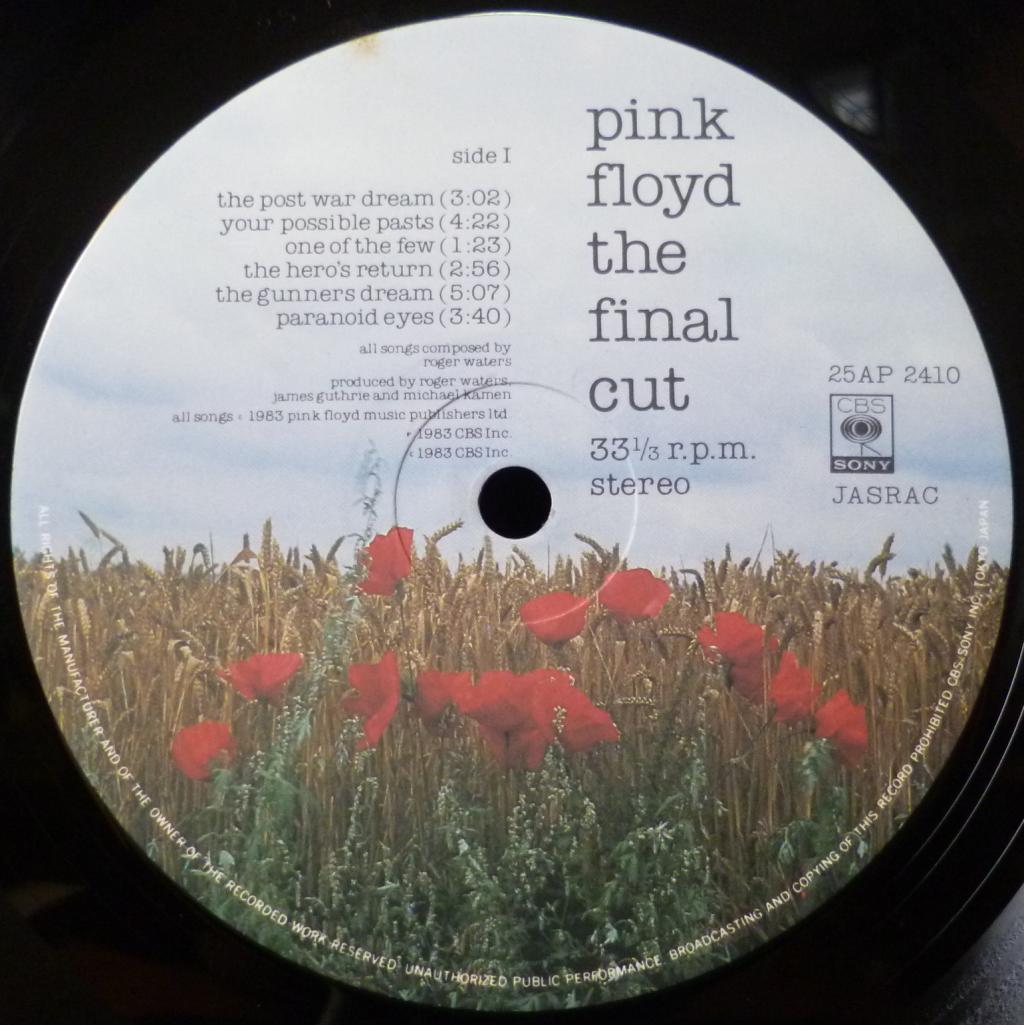 side I
the post war dream (3:02)
your possible pasts (4:22)
one of the few (1:23)
the hero's return (2:56)
the gunners dream (5:07)
paranoid eyes (3:40)
all songs composed by
roger waters
produced by roger waters,
james guthrie and michael kamen
all songs © 1983 pink floyd music publishers ltd.
℗ 1983 CBS Inc.
© 1983 CBS Inc.
pink
floyd
the
final
cut
33⅓ r.p.m.
stereo
25AP 2410
CBS
SONY
JASRAC
ALL RIGHTS OF THE MANUFACTURER AND OF THE OWNER OF THE RECORDED WORK RESERVED. UNAUTHORIZED PUBLIC PERFORMANCE. BROADCASTING AND COPYING OF THIS RECORD PROHIBITED CBS-SONY INC. TOKYO JAPAN